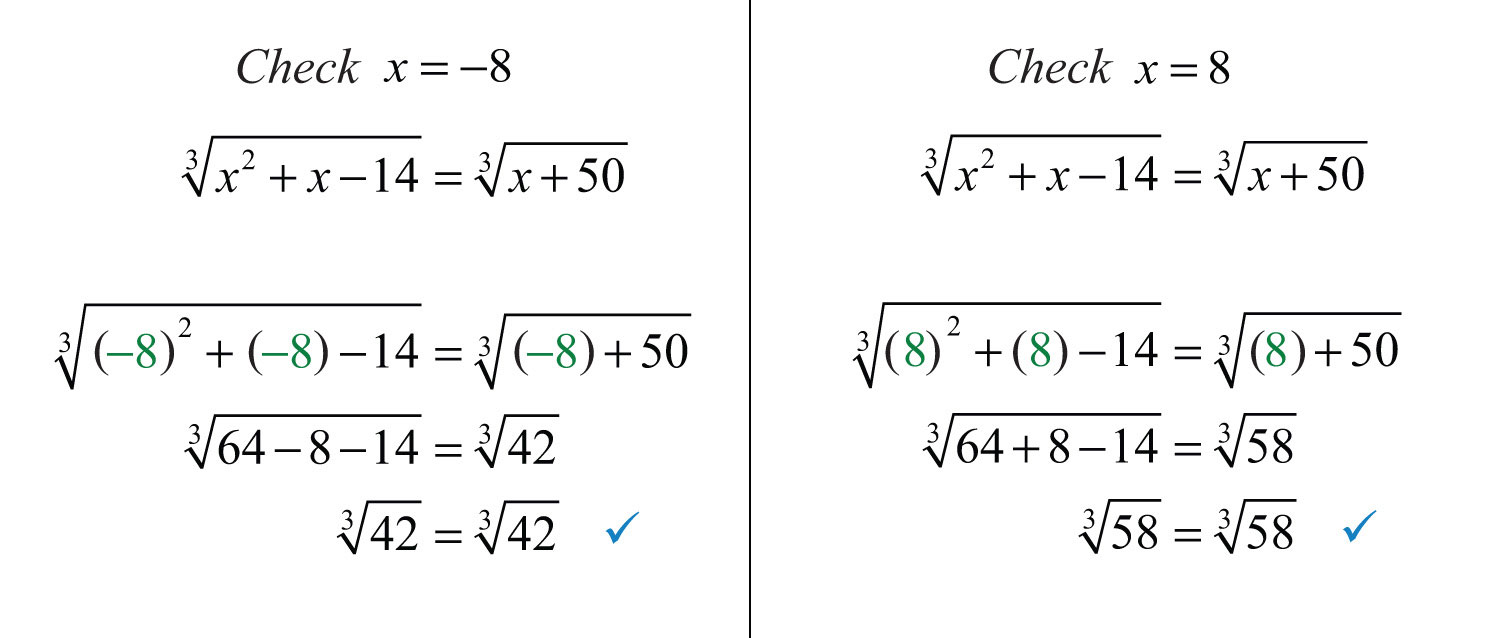 Check x = −8
∛(x² + x − 14) = ∛(x + 50)
∛((−8)² + (−8) − 14) = ∛((−8) + 50)
∛(64 − 8 − 14) = ∛42
∛42 = ∛42 ✓
Check x = 8
∛(x² + x − 14) = ∛(x + 50)
∛((8)² + (8) − 14) = ∛((8) + 50)
∛(64 + 8 − 14) = ∛58
∛58 = ∛58 ✓